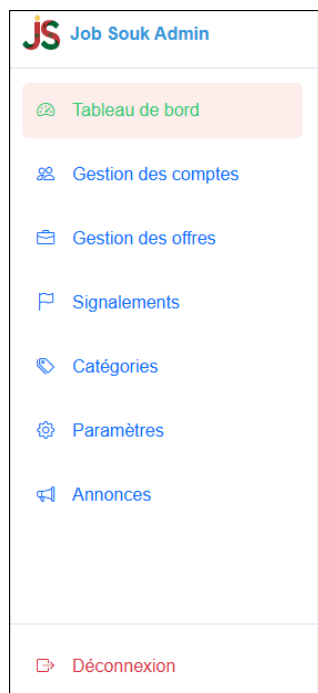 JS Job Souk Admin
Tableau de bord
Gestion des comptes
Gestion des offres
Signalements
Catégories
Paramètres
Annonces
Déconnexion